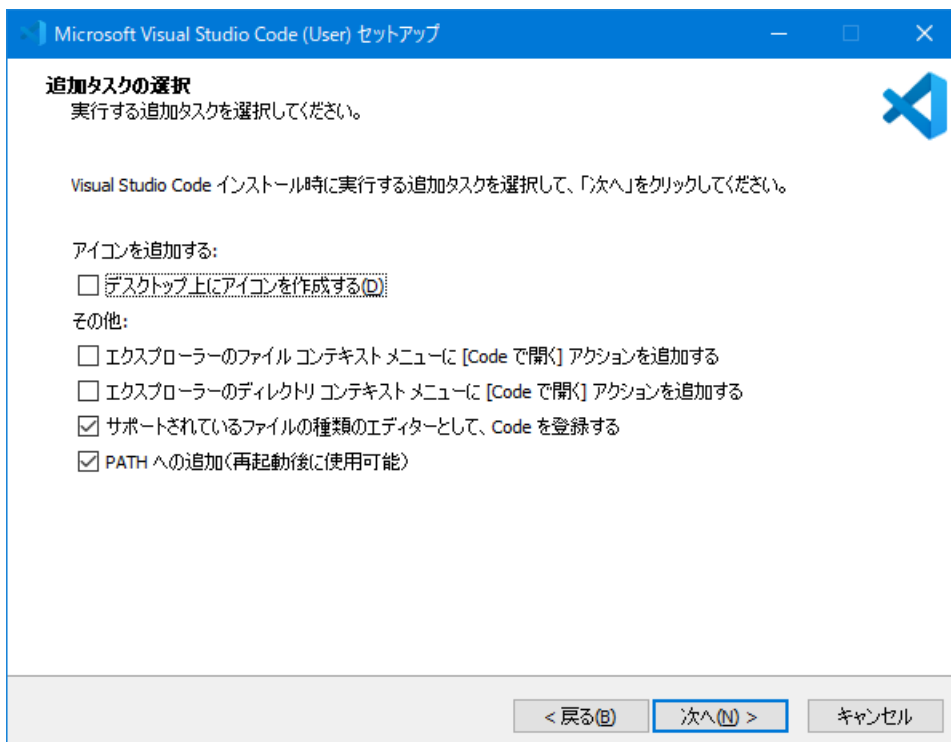 Microsoft Visual Studio Code (User) セットアップ
追加タスクの選択
実行する追加タスクを選択してください。
Visual Studio Code インストール時に実行する追加タスクを選択して、「次へ」をクリックしてください。
アイコンを追加する:
デスクトップ上にアイコンを作成する(D)
その他:
エクスプローラーのファイル コンテキスト メニューに [Code で開く] アクションを追加する
エクスプローラーのディレクトリ コンテキスト メニューに [Code で開く] アクションを追加する
サポートされているファイルの種類のエディターとして、Code を登録する
PATH への追加（再起動後に使用可能）
< 戻る(B) 次へ(N) > キャンセル